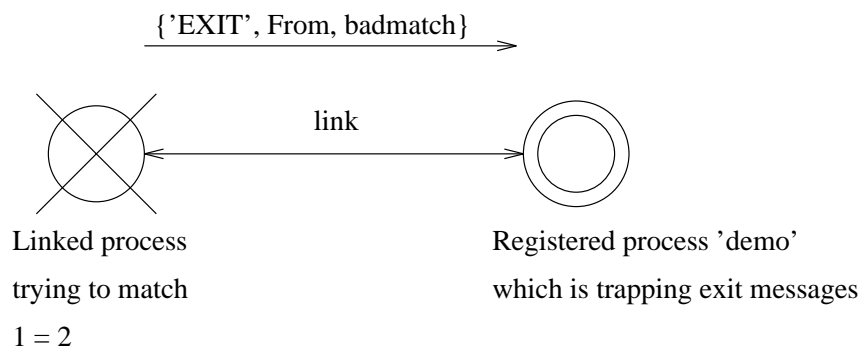 {’EXIT’, From, badmatch}
link
Linked process
trying to match
1 = 2
Registered process ’demo’
which is trapping exit messages